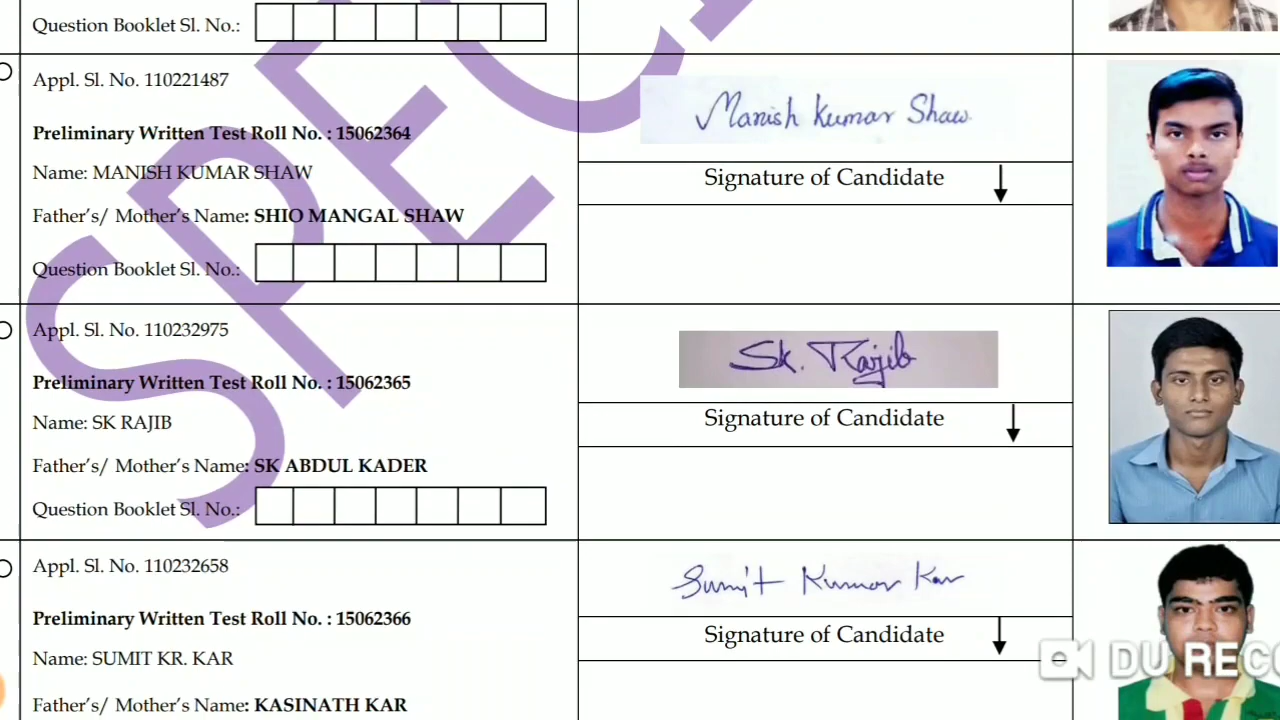 Question Booklet Sl. No.:
Appl. Sl. No. 110221487
Preliminary Written Test Roll No. : 15062364
Name: MANISH KUMAR SHAW
Father's/ Mother's Name: SHIO MANGAL SHAW
Question Booklet Sl. No.:
Manish Kumar Shaw
Signature of Candidate
Appl. Sl. No. 110232975
Preliminary Written Test Roll No. : 15062365
Name: SK RAJIB
Father's/ Mother's Name: SK ABDUL KADER
Question Booklet Sl. No.:
Sk. Rajib
Signature of Candidate
Appl. Sl. No. 110232658
Preliminary Written Test Roll No. : 15062366
Name: SUMIT KR. KAR
Father's/ Mother's Name: KASINATH KAR
Sumit Kumar Kar
Signature of Candidate
DU RECO
SPEC